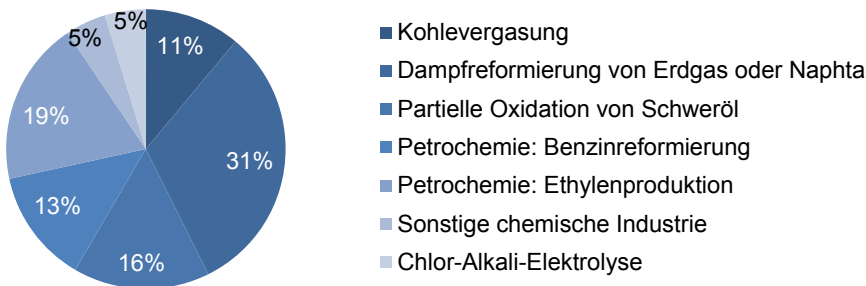 5%
5%
11%
19%
31%
13%
16%
Kohlevergasung
Dampfreformierung von Erdgas oder Naphta
Partielle Oxidation von Schweröl
Petrochemie: Benzinreformierung
Petrochemie: Ethylenproduktion
Sonstige chemische Industrie
Chlor-Alkali-Elektrolyse